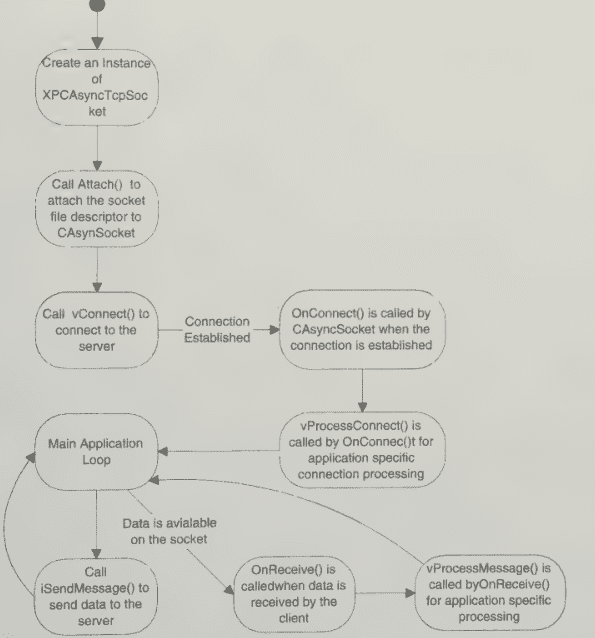 Create an Instance
of
XPCAsyncTcpSoc
ket
Call Attach() to
attach the socket
file descriptor to
CAsynSocket
Call vConnect() to
connect to the
server
Connection
Established
OnConnect() is called by
CAsyncSocket when the
connection is established
vProcessConnect() is
called by OnConnec()t for
application specific
connection processing
Main Application
Loop
Data is avialable
on the socket
Call
iSendMessage() to
send data to the
server
OnReceive() is
calledwhen data is
received by the
client
vProcessMessage() is
called byOnReceive()
for application specific
processing